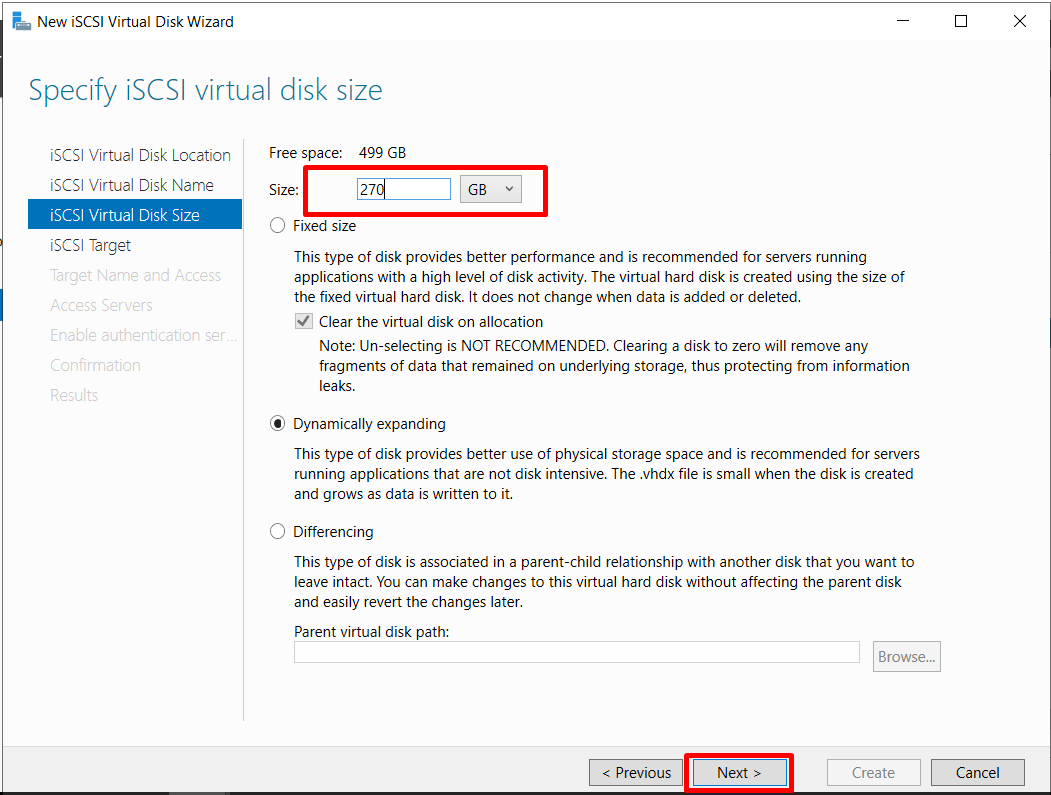 New iSCSI Virtual Disk Wizard
Specify iSCSI virtual disk size
iSCSI Virtual Disk Location
iSCSI Virtual Disk Name
iSCSI Virtual Disk Size
iSCSI Target
Target Name and Access
Access Servers
Enable authentication ser...
Confirmation
Results
Free space: 499 GB
Size: 270 GB
Fixed size
This type of disk provides better performance and is recommended for servers running
applications with a high level of disk activity. The virtual hard disk is created using the size of
the fixed virtual hard disk. It does not change when data is added or deleted.
Clear the virtual disk on allocation
Note: Un-selecting is NOT RECOMMENDED. Clearing a disk to zero will remove any
fragments of data that remained on underlying storage, thus protecting from information
leaks.
Dynamically expanding
This type of disk provides better use of physical storage space and is recommended for servers
running applications that are not disk intensive. The .vhdx file is small when the disk is created
and grows as data is written to it.
Differencing
This type of disk is associated in a parent-child relationship with another disk that you want to
leave intact. You can make changes to this virtual hard disk without affecting the parent disk
and easily revert the changes later.
Parent virtual disk path:
Browse...
< Previous
Next >
Create
Cancel